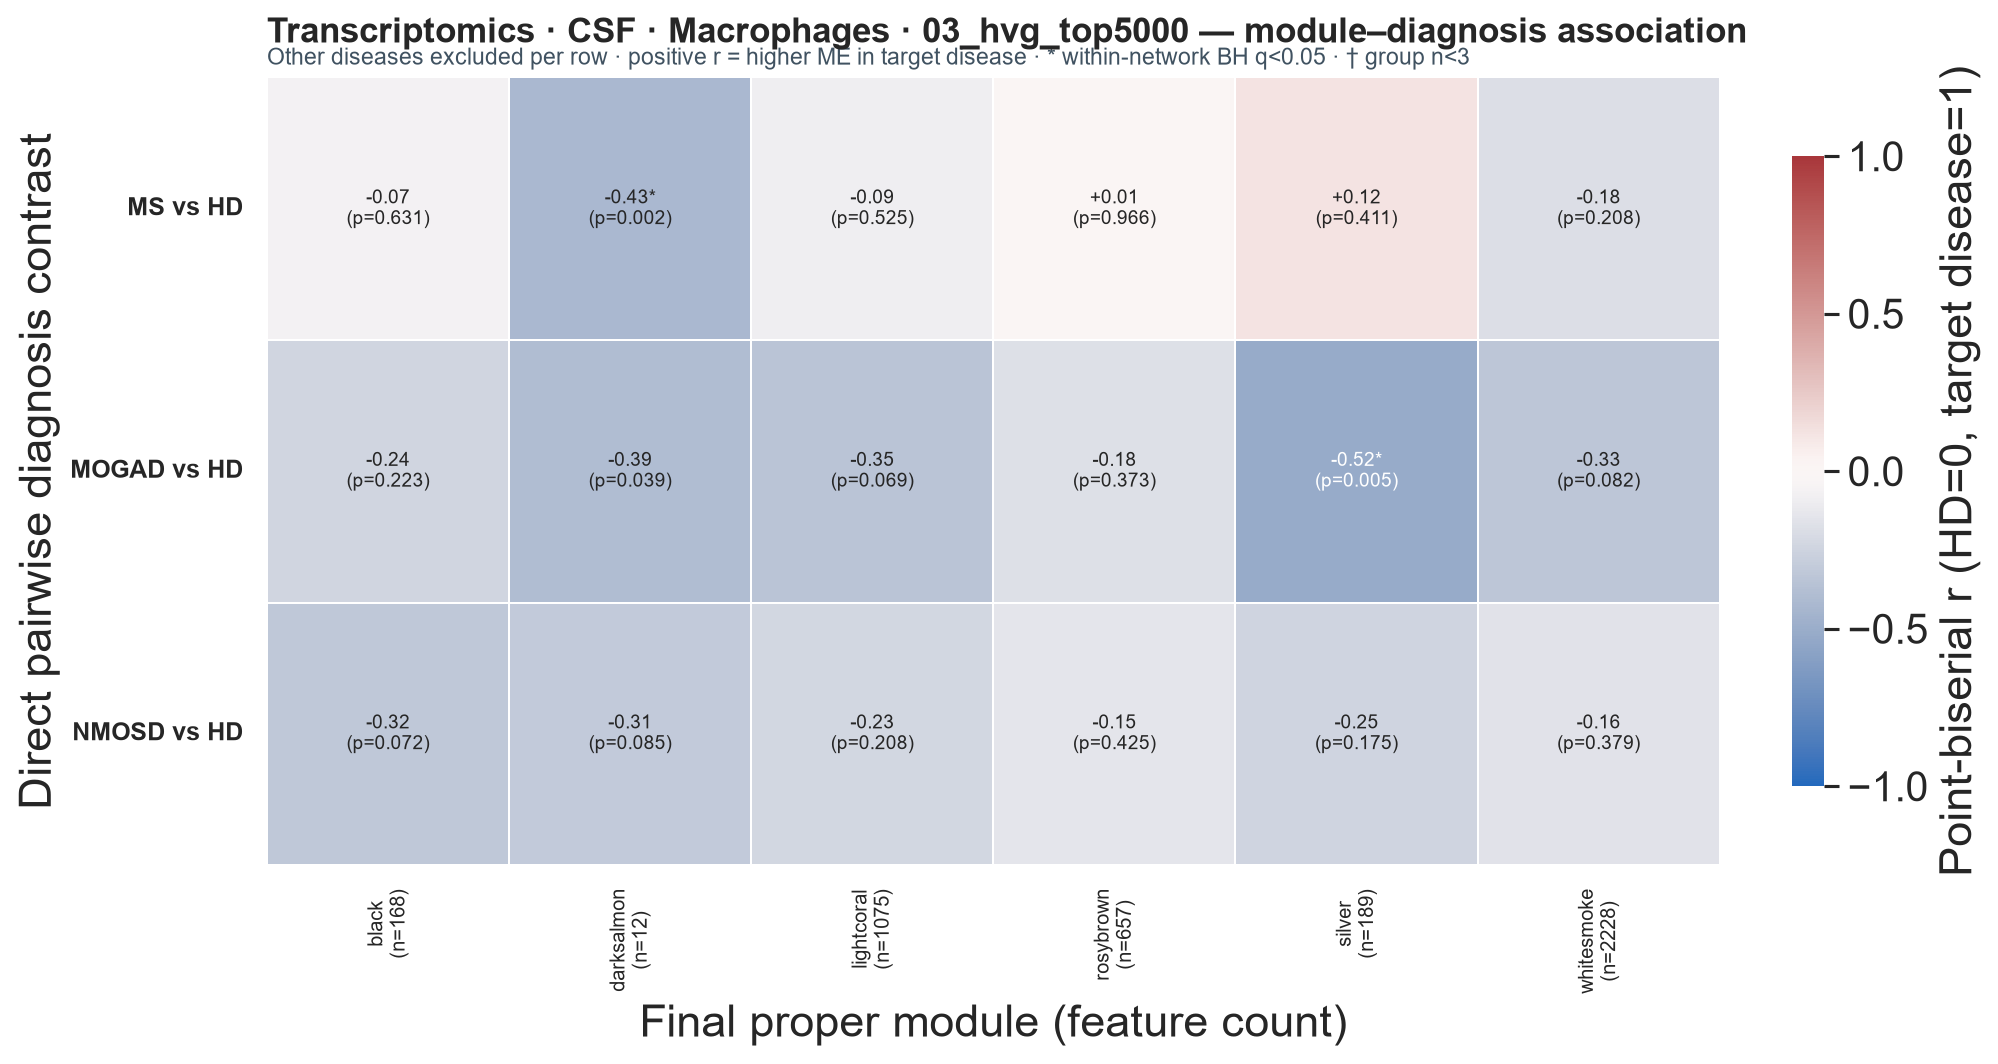 Transcriptomics · CSF · Macrophages · 03_hvg_top5000 — module–diagnosis association
Other diseases excluded per row · positive r = higher ME in target disease · * within-network BH q<0.05 · † group n<3
Direct pairwise diagnosis contrast
MS vs HD
-0.07
(p=0.631)
-0.43*
(p=0.002)
-0.09
(p=0.525)
+0.01
(p=0.966)
+0.12
(p=0.411)
-0.18
(p=0.208)
MOGAD vs HD
-0.24
(p=0.223)
-0.39
(p=0.039)
-0.35
(p=0.069)
-0.18
(p=0.373)
-0.52*
(p=0.005)
-0.33
(p=0.082)
NMOSD vs HD
-0.32
(p=0.072)
-0.31
(p=0.085)
-0.23
(p=0.208)
-0.15
(p=0.425)
-0.25
(p=0.175)
-0.16
(p=0.379)
black
(n=168)
darksalmon
(n=12)
lightcoral
(n=1075)
rosybrown
(n=657)
silver
(n=189)
whitesmoke
(n=2228)
Final proper module (feature count)
1.0
0.5
0.0
−0.5
−1.0
Point-biserial r (HD=0, target disease=1)